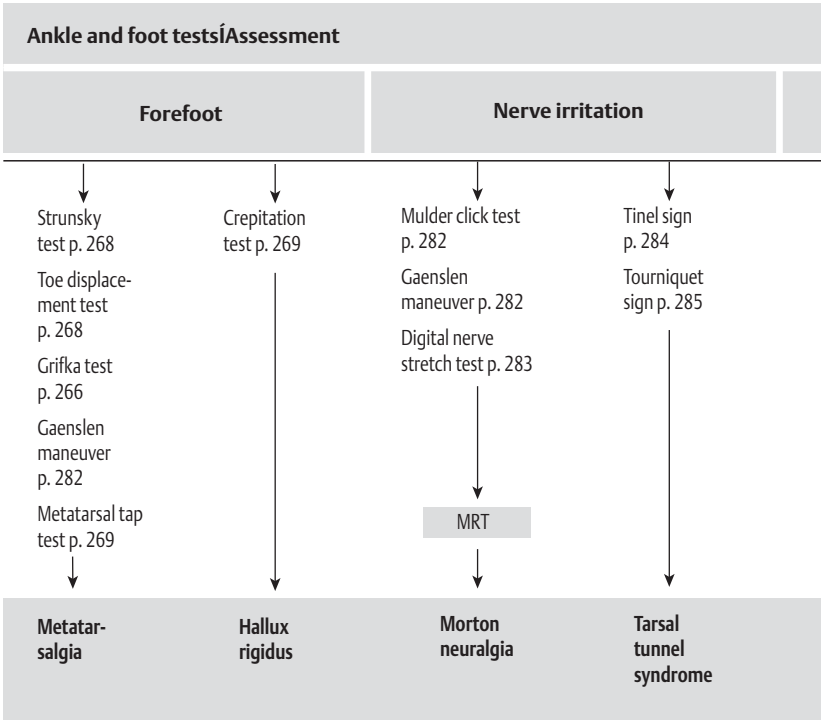 Ankle and foot testsÍAssessment
Forefoot
Nerve irritation
Strunsky
test p. 268
Toe displace-
ment test
p. 268
Grifka test
p. 266
Gaenslen
maneuver
p. 282
Metatarsal tap
test p. 269
Metatar-
salgia
Crepitation
test p. 269
Hallux
rigidus
Mulder click test
p. 282
Gaenslen
maneuver p. 282
Digital nerve
stretch test p. 283
MRT
Morton
neuralgia
Tinel sign
p. 284
Tourniquet
sign p. 285
Tarsal
tunnel
syndrome